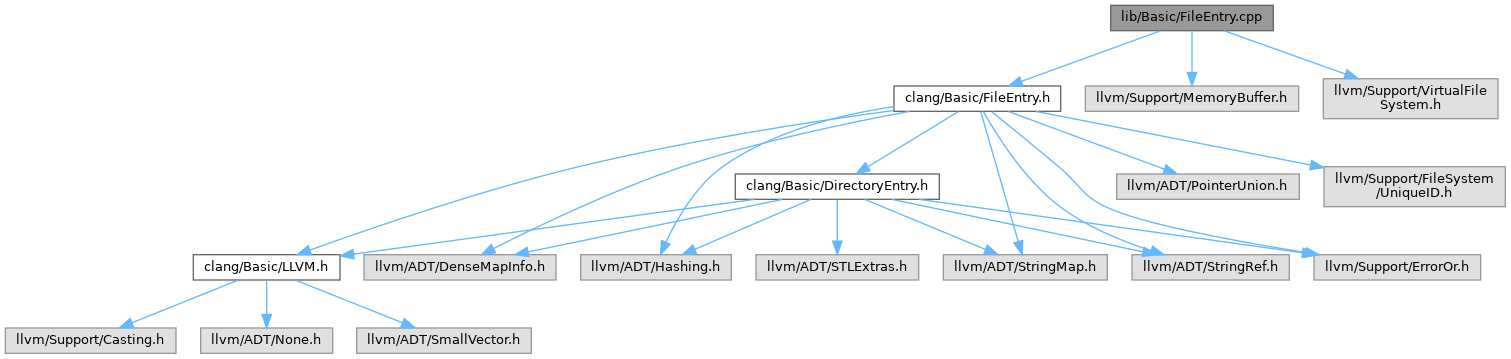 lib/Basic/FileEntry.cpp
clang/Basic/FileEntry.h
llvm/Support/MemoryBuffer.h
llvm/Support/VirtualFile
System.h
clang/Basic/DirectoryEntry.h
llvm/ADT/PointerUnion.h
llvm/Support/FileSystem
/UniqueID.h
clang/Basic/LLVM.h
llvm/ADT/DenseMapInfo.h
llvm/ADT/Hashing.h
llvm/ADT/STLExtras.h
llvm/ADT/StringMap.h
llvm/ADT/StringRef.h
llvm/Support/ErrorOr.h
llvm/Support/Casting.h
llvm/ADT/None.h
llvm/ADT/SmallVector.h